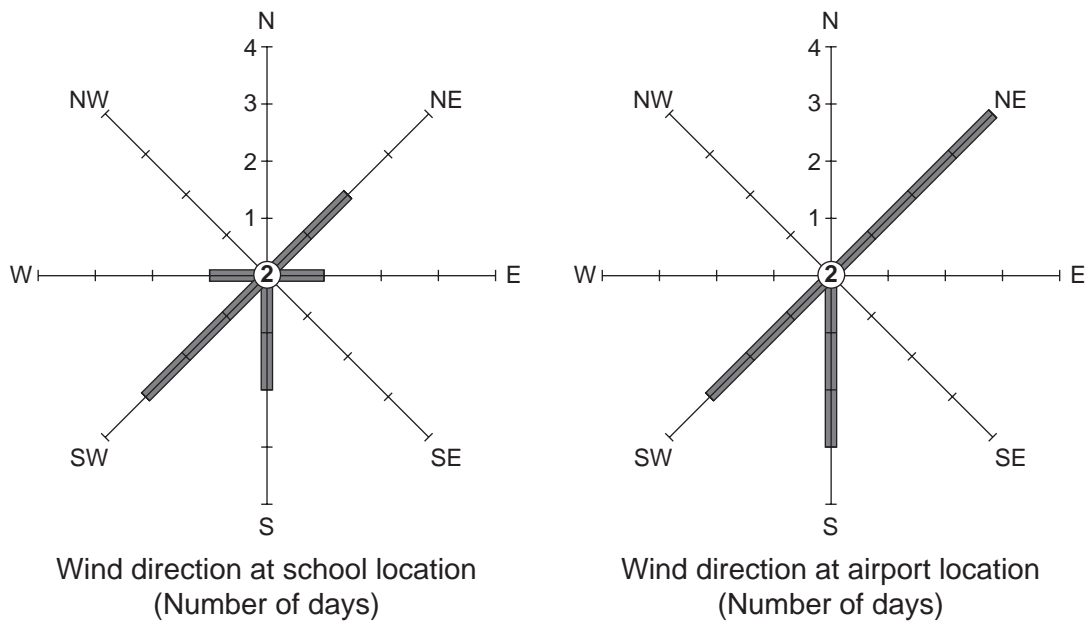 N
4
3
2
1
NW
NE
W
2
E
SW
SE
S
Wind direction at school location
(Number of days)
N
4
3
2
1
NW
NE
W
2
E
SW
SE
S
Wind direction at airport location
(Number of days)